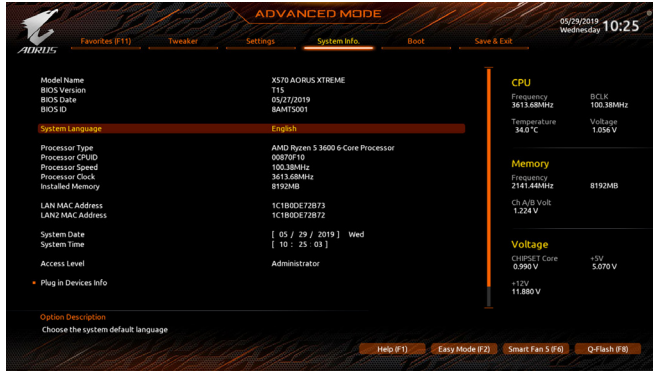 ADVANCED MODE
05/29/2019 10:25
Wednesday
AORUS
Favorites (F11) Tweaker Settings System Info. Boot Save & Exit
Model Name X570 AORUS XTREME
BIOS Version T15
BIOS Date 05/27/2019
BIOS ID 8AMTS001
System Language English
Processor Type AMD Ryzen 5 3600 6-Core Processor
Processor CPUID 00870F10
Processor Speed 100.38MHz
Processor Clock 3613.68MHz
Installed Memory 8192MB
LAN MAC Address 1C1B0DE72B73
LAN2 MAC Address 1C1B0DE72B72
System Date [ 05 / 29 / 2019 ] Wed
System Time [ 10 : 25 : 03 ]
Access Level Administrator
Plug in Devices Info
CPU
Frequency BCLK
3613.68MHz 100.38MHz
Temperature Voltage
34.0 °C 1.056 V
Memory
Frequency
2141.44MHz 8192MB
Ch A/B Volt
1.224 V
Voltage
CHIPSET Core +5V
0.990 V 5.070 V
+12V
11.880 V
Option Description
Choose the system default language
Help (F1) Easy Mode (F2) Smart Fan 5 (F6) Q-Flash (F8)